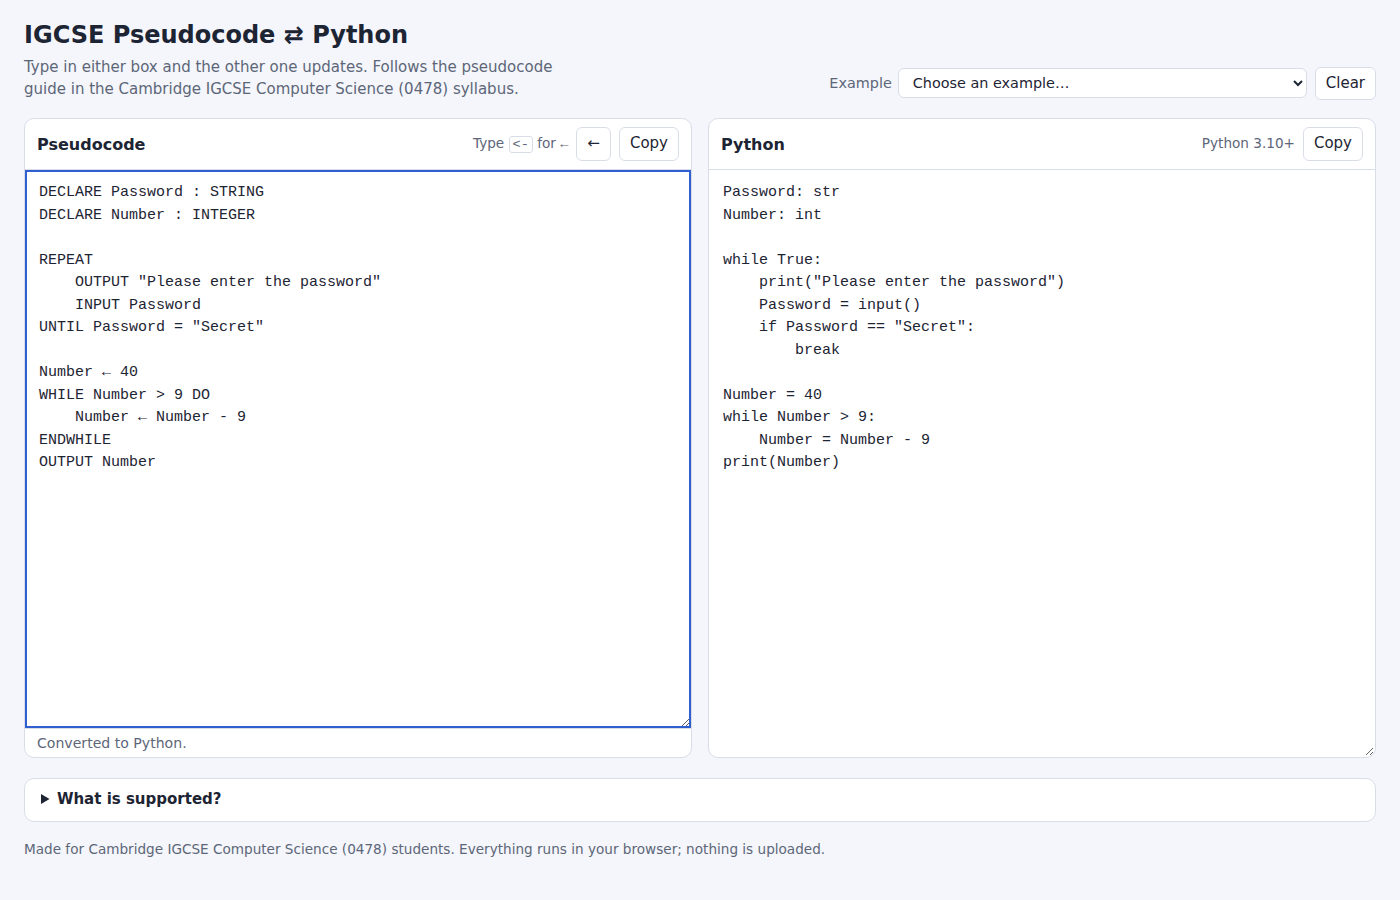 IGCSE Pseudocode ⇄ Python
Type in either box and the other one updates. Follows the pseudocode
guide in the Cambridge IGCSE Computer Science (0478) syllabus.
Example
Choose an example...
Clear
Pseudocode
Type <- for ←
←
Copy
DECLARE Password : STRING
DECLARE Number : INTEGER
REPEAT
    OUTPUT "Please enter the password"
    INPUT Password
UNTIL Password = "Secret"
Number ← 40
WHILE Number > 9 DO
    Number ← Number - 9
ENDWHILE
OUTPUT Number
Converted to Python.
Python
Python 3.10+
Copy
Password: str
Number: int
while True:
    print("Please enter the password")
    Password = input()
    if Password == "Secret":
        break
Number = 40
while Number > 9:
    Number = Number - 9
print(Number)
What is supported?
Made for Cambridge IGCSE Computer Science (0478) students. Everything runs in your browser; nothing is uploaded.